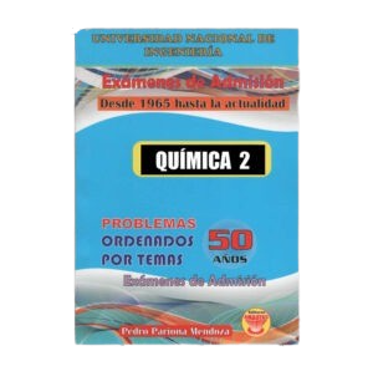 UNIVERSIDAD NACIONAL DE
INGENIERÍA
Exámenes de Admisión
Desde 1965 hasta la actualidad
QUÍMICA 2
PROBLEMAS
ORDENADOS
POR TEMAS
50
AÑOS
Exámenes de Admisión
Pedro Pariona Mendoza